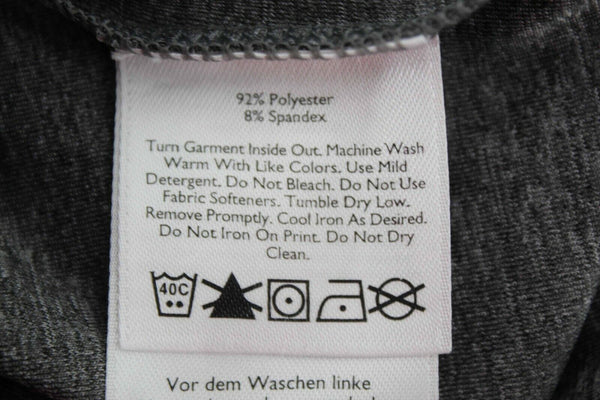 92% Polyester
8% Spandex
Turn Garment Inside Out. Machine Wash
Warm With Like Colors. Use Mild
Detergent. Do Not Bleach. Do Not Use
Fabric Softeners. Tumble Dry Low.
Remove Promptly. Cool Iron As Desired.
Do Not Iron On Print. Do Not Dry
Clean.
40C
Vor dem Waschen linke